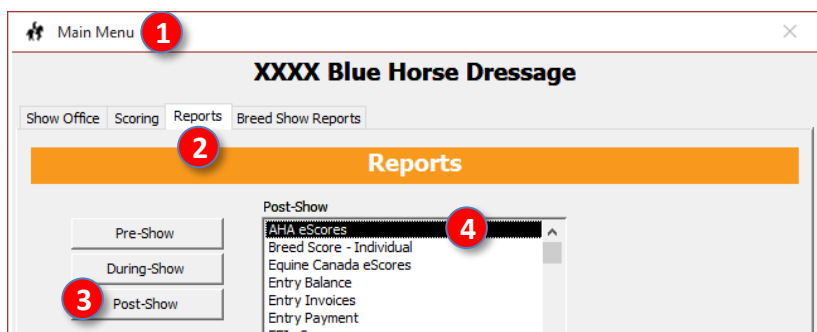 Main Menu 1
XXXX Blue Horse Dressage
Show Office Scoring Reports Breed Show Reports
2
Reports
Post-Show
Pre-Show
During-Show
3 Post-Show
AHA eScores 4
Breed Score - Individual
Equine Canada eScores
Entry Balance
Entry Invoices
Entry Payment